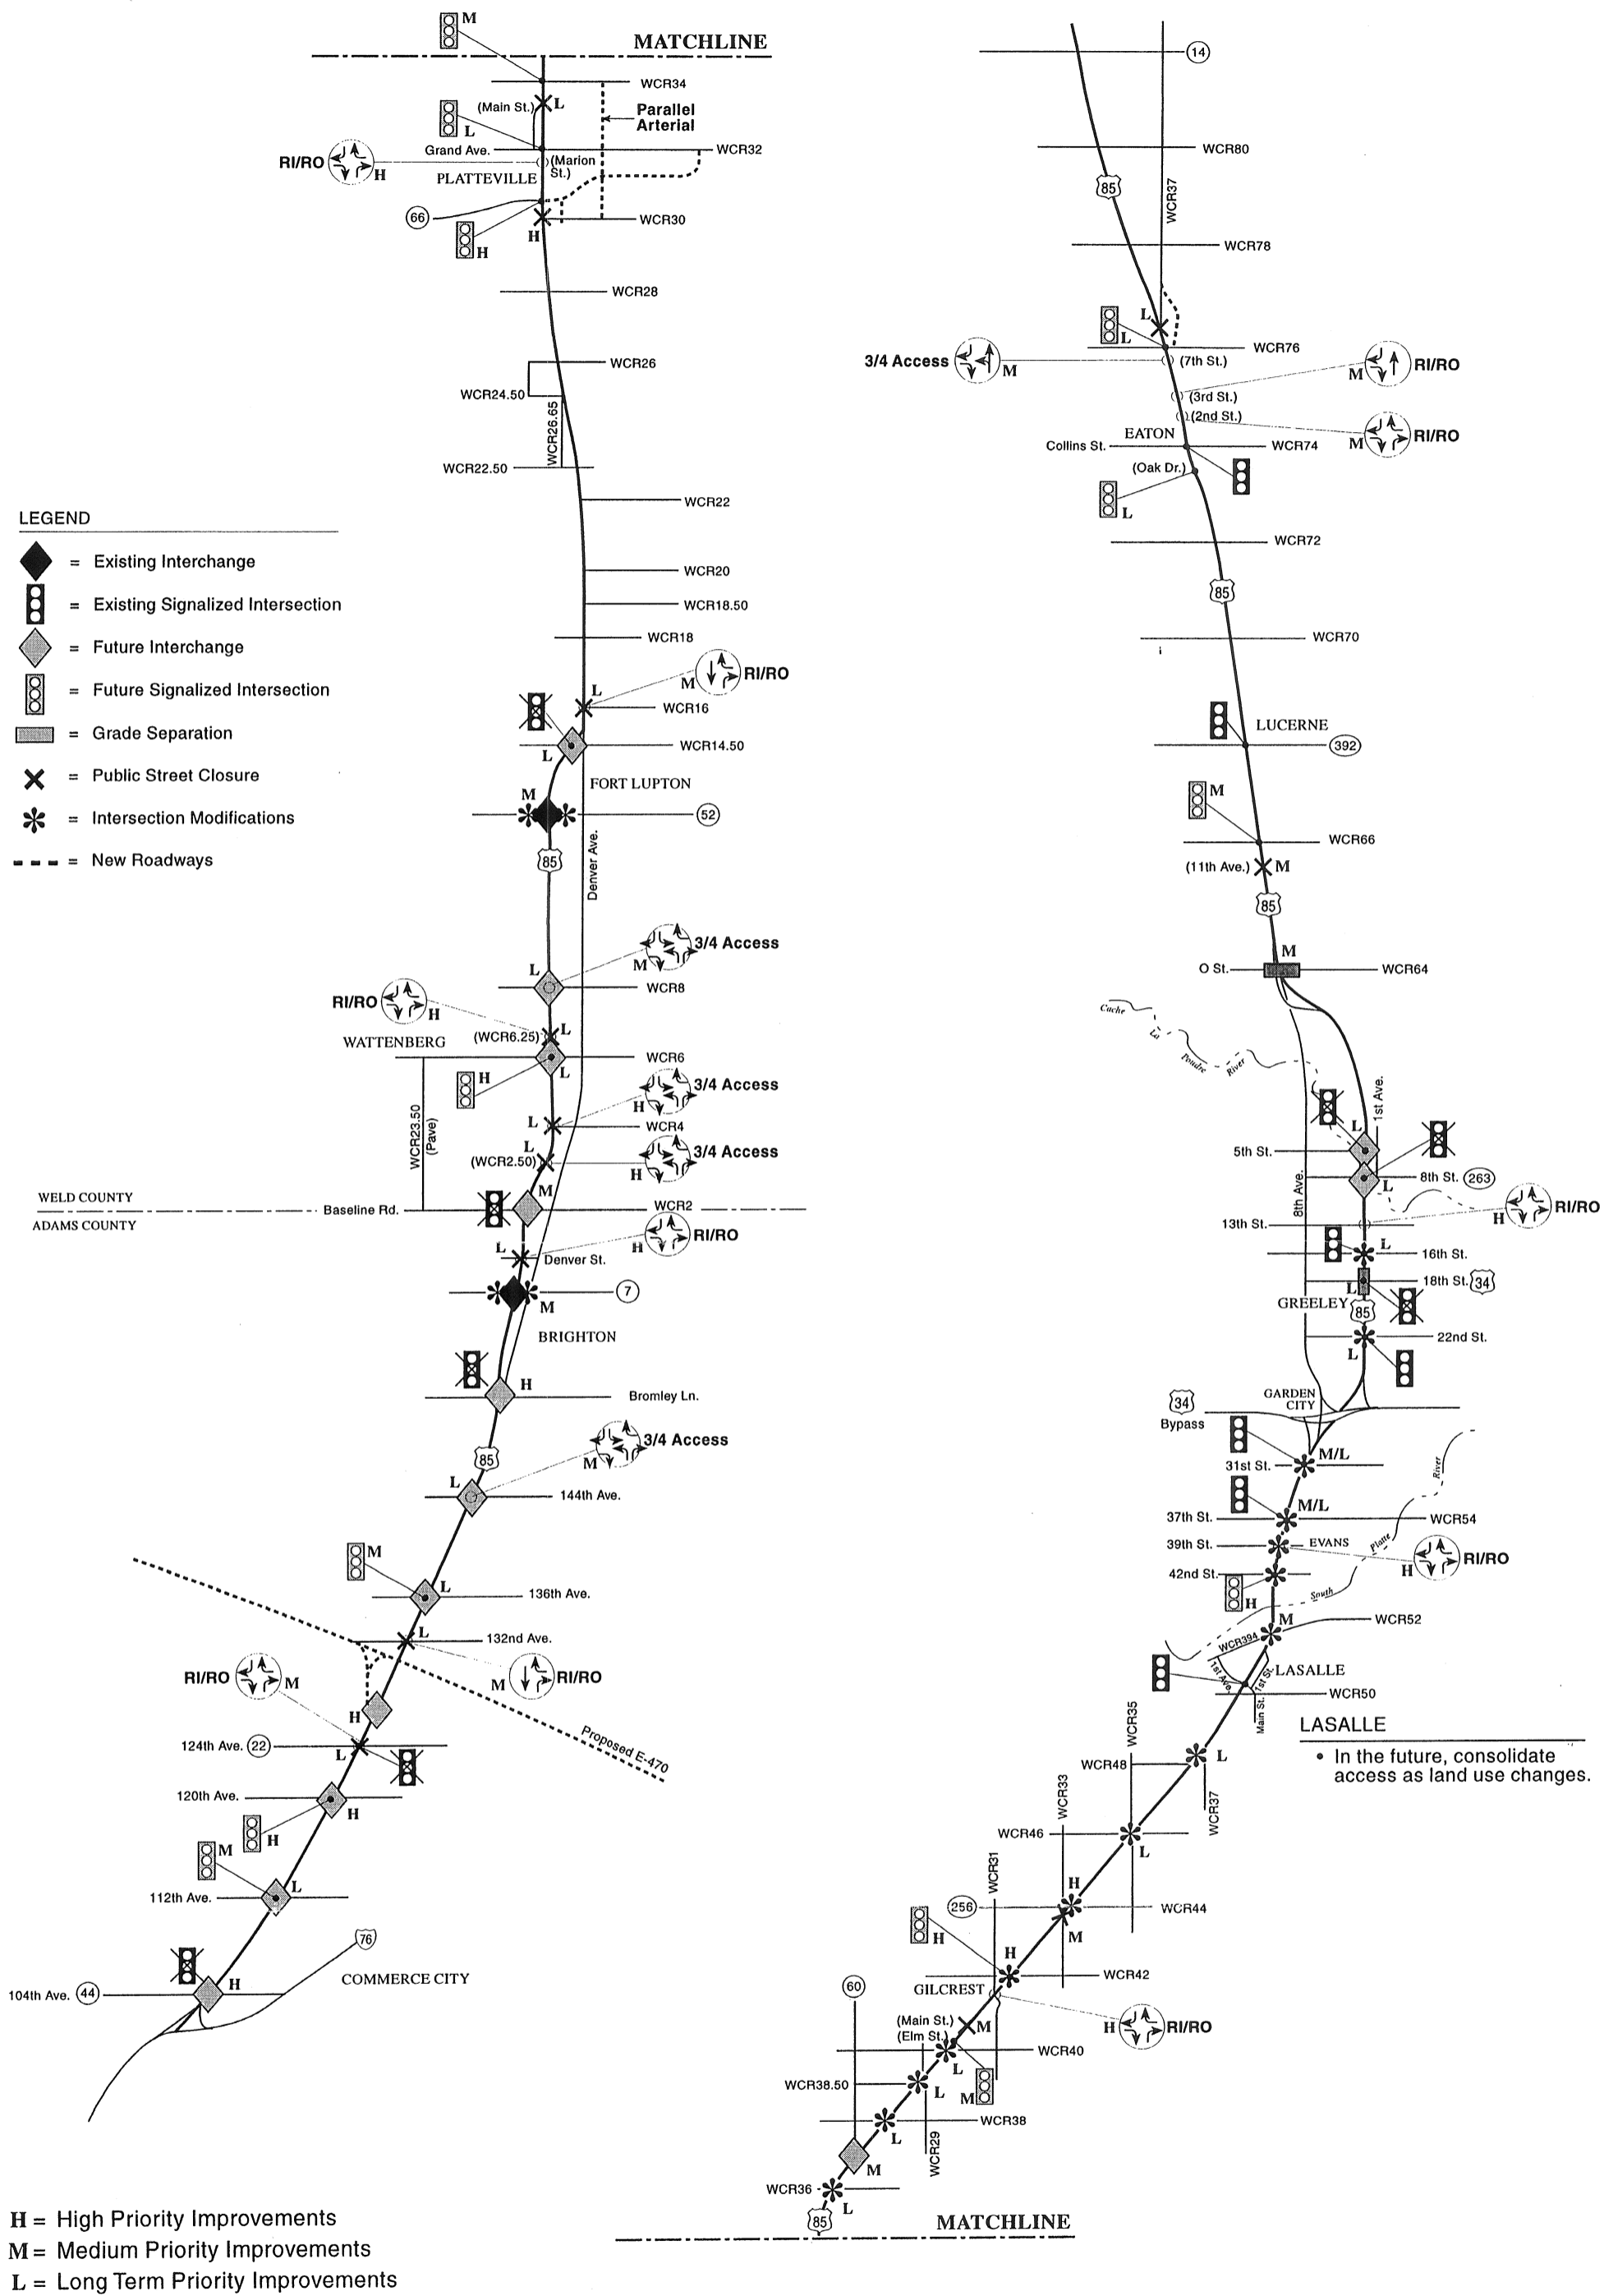 M
MATCHLINE
WCR34
(Main St.)
L
Parallel
Arterial
L
Grand Ave.
WCR32
RI/RO
H
(Marion
St.)
PLATTEVILLE
66
WCR30
H
H
WCR28
WCR26
WCR24.50
WCR26.65
WCR22.50
WCR22
WCR20
WCR18.50
WCR18
RI/RO
M
L
WCR16
WCR14.50
L
FORT LUPTON
M
52
85
Denver Ave.
3/4 Access
M
L
WCR8
RI/RO
H
(WCR6.25)
L
WATTENBERG
WCR6
L
H
3/4 Access
H
L
WCR4
WCR23.50
(Pave)
L
(WCR2.50)
3/4 Access
H
M
WELD COUNTY
ADAMS COUNTY
Baseline Rd.
WCR2
RI/RO
H
L
Denver St.
7
M
BRIGHTON
H
Bromley Ln.
3/4 Access
M
85
L
144th Ave.
M
L
136th Ave.
L
132nd Ave.
RI/RO
M
M
RI/RO
H
Proposed E-470
124th Ave.
22
L
120th Ave.
H
H
M
L
112th Ave.
76
COMMERCE CITY
104th Ave.
44
H
LEGEND
= Existing Interchange
= Existing Signalized Intersection
= Future Interchange
= Future Signalized Intersection
= Grade Separation
= Public Street Closure
= Intersection Modifications
= New Roadways
H = High Priority Improvements
M = Medium Priority Improvements
L = Long Term Priority Improvements
14
WCR80
85
WCR37
WCR78
L
L
WCR76
3/4 Access
M
(7th St.)
M
RI/RO
(3rd St.)
(2nd St.)
M
RI/RO
EATON
Collins St.
WCR74
(Oak Dr.)
L
WCR72
85
WCR70
LUCERNE
392
M
WCR66
(11th Ave.)
M
85
M
O St.
WCR64
Cache
La
Poudre
River
1st Ave.
L
5th St.
8th St.
263
L
8th Ave.
13th St.
H
RI/RO
L
16th St.
18th St.
34
L
GREELEY
85
22nd St.
L
GARDEN
CITY
34
Bypass
M/L
31st St.
River
M/L
37th St.
WCR54
39th St.
EVANS
Platte
H
RI/RO
42nd St.
H
South
M
WCR52
WCR394
1st Ave.
1st St.
LASALLE
WCR50
Main St.
LASALLE
• In the future, consolidate
access as land use changes.
WCR35
WCR48
L
WCR37
WCR33
WCR46
L
WCR31
H
256
WCR44
M
H
H
WCR42
GILCREST
60
(Main St.)
M
(Elm St.)
H
RI/RO
WCR40
L
WCR38.50
L
M
WCR38
L
WCR29
M
WCR36
L
85
MATCHLINE